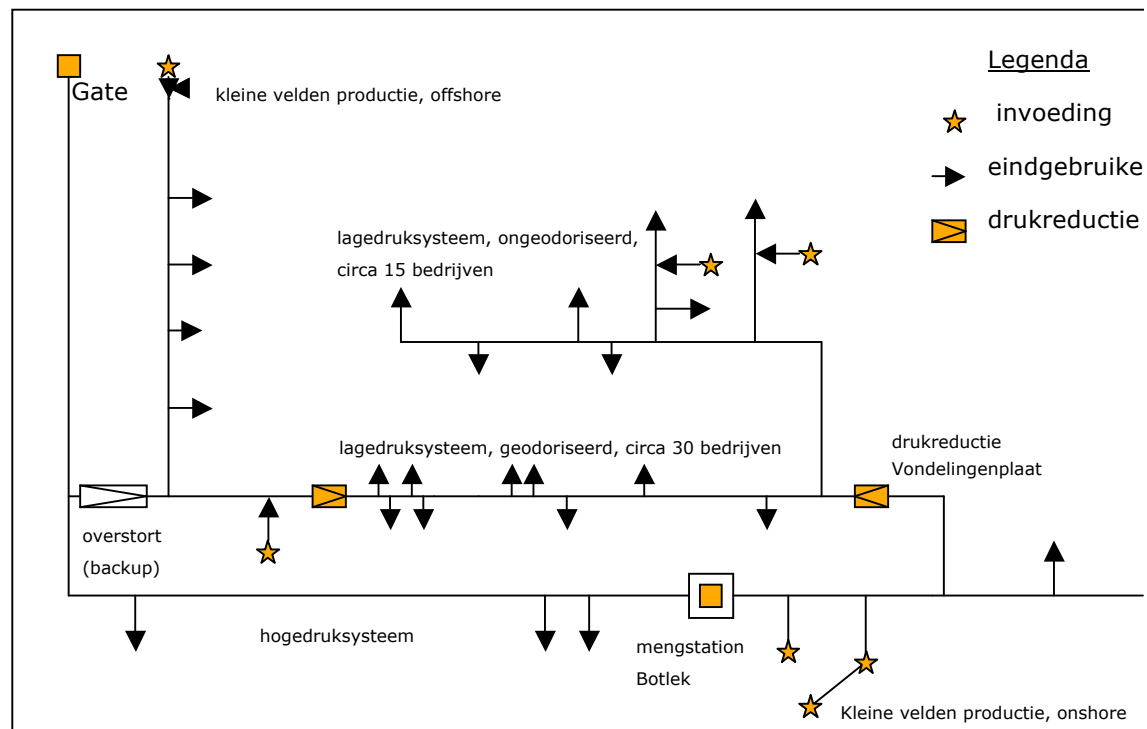 Gate
kleine velden productie, offshore
Legenda
invoeding
eindgebruike
drukreductie
lagedruksysteem, ongeodoriseerd,
circa 15 bedrijven
lagedruksysteem, geodoriseerd, circa 30 bedrijven
drukreductie
Vondelingenplaat
overstort
(backup)
hogedruksysteem
mengstation
Botlek
Kleine velden productie, onshore